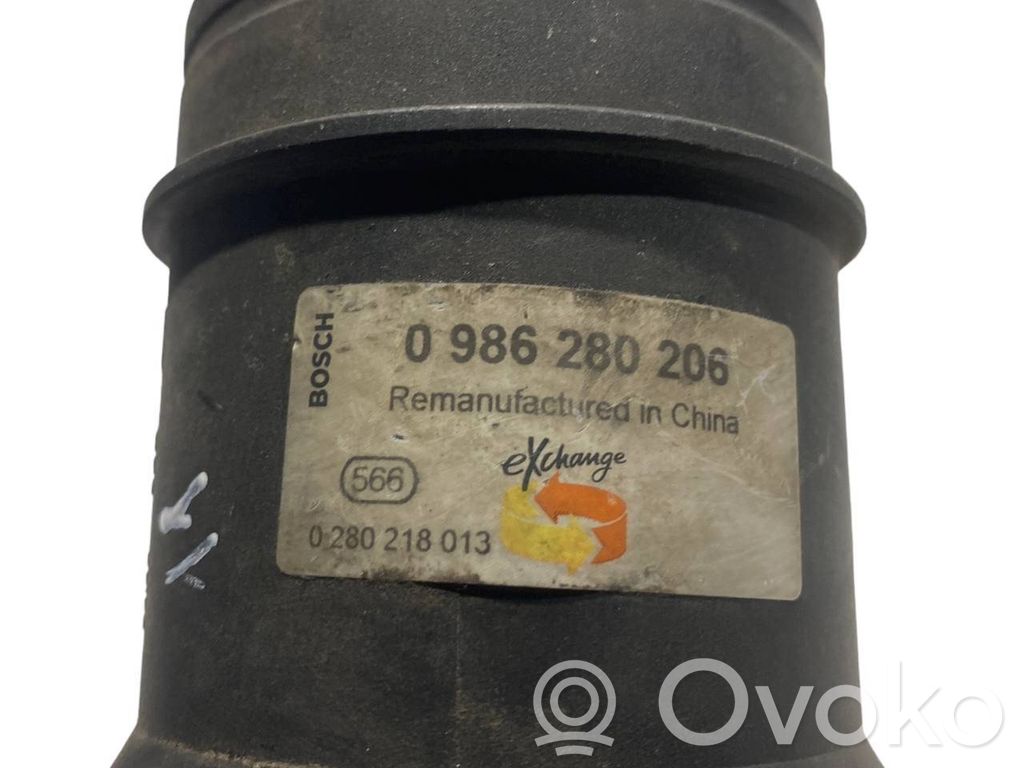 BOSCH
0 986 280 206
Remanufactured in China
eXchange
566
0 280 218 013
Ovoko